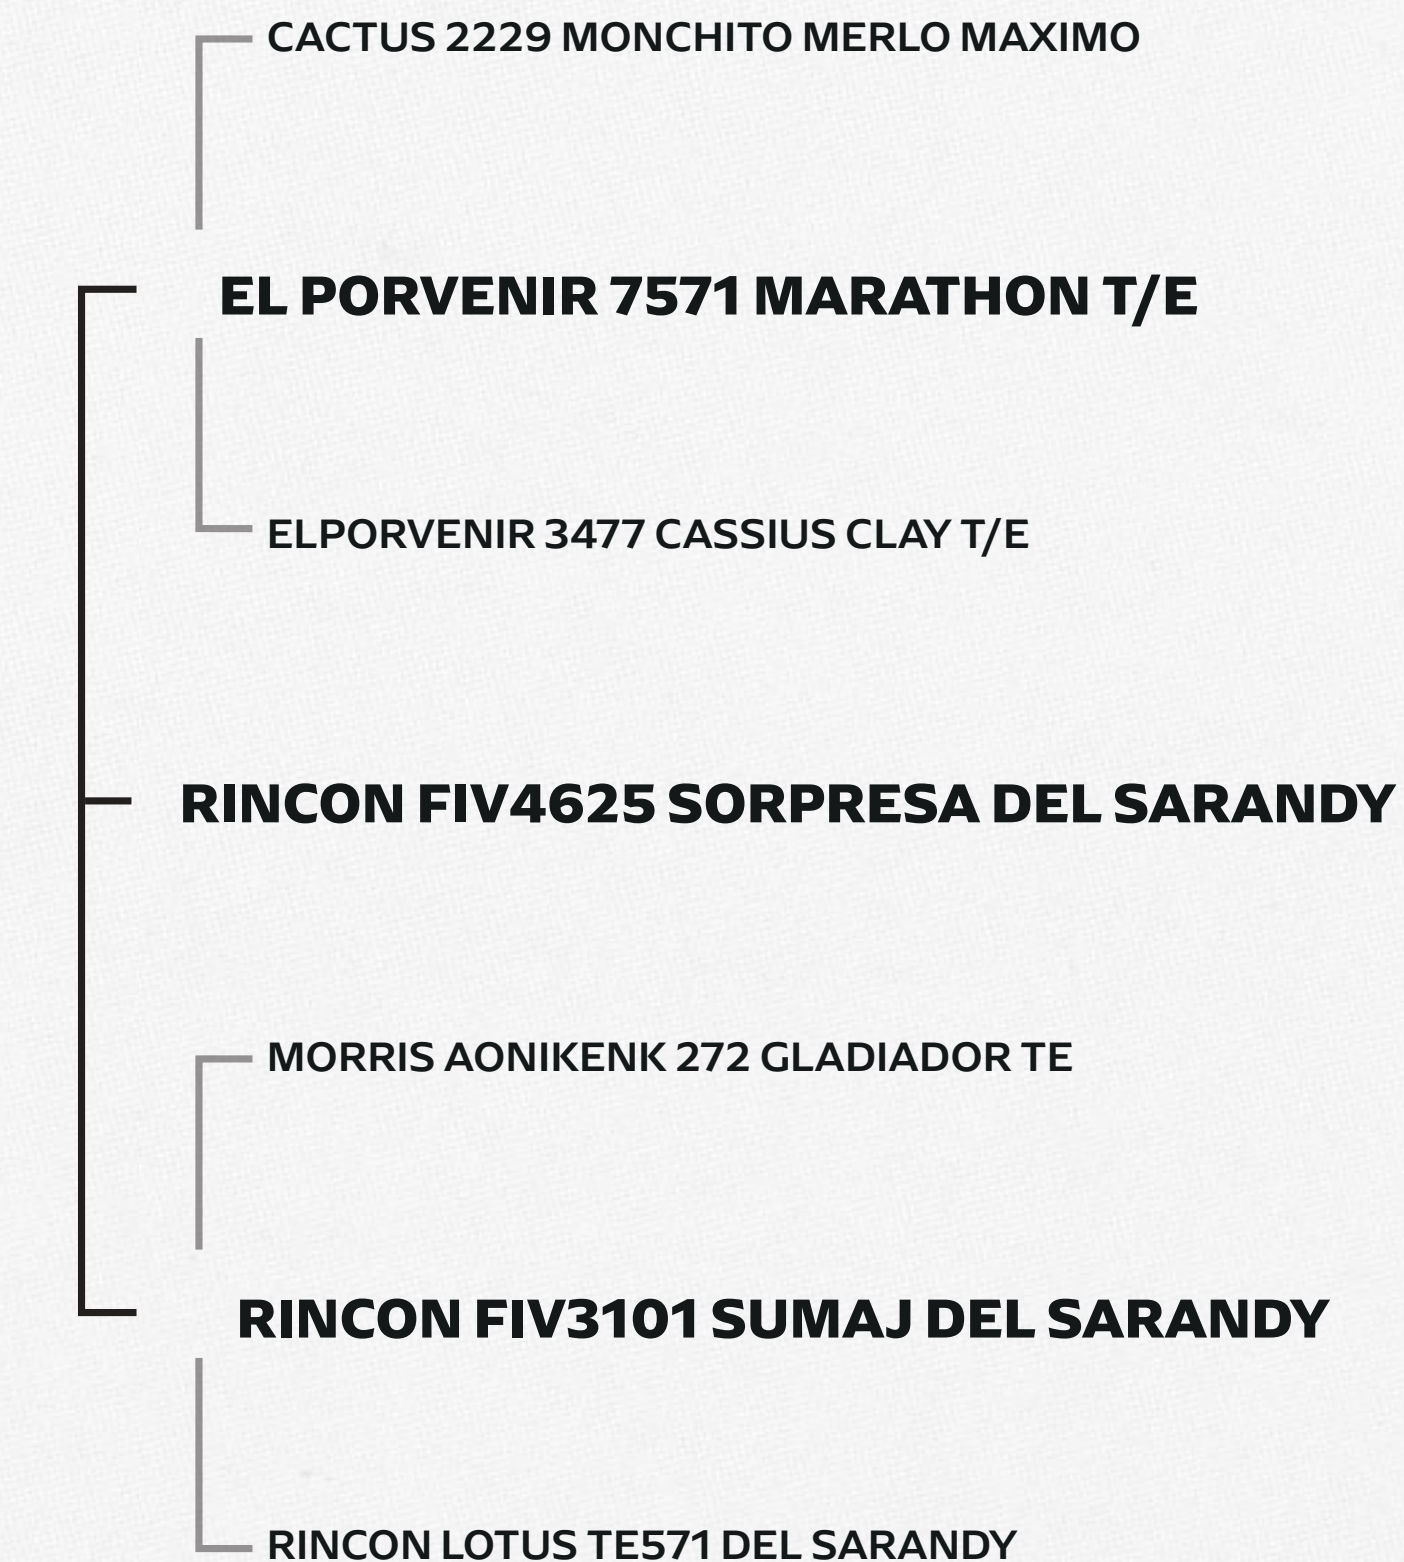 CACTUS 2229 MONCHITO MERLO MAXIMO
EL PORVENIR 7571 MARATHON T/E
ELPORVENIR 3477 CASSIUS CLAY T/E
RINCON FIV4625 SORPRESA DEL SARANDY
MORRIS AONIKENK 272 GLADIADOR TE
RINCON FIV3101 SUMAJ DEL SARANDY
RINCON LOTUS TE571 DEL SARANDY